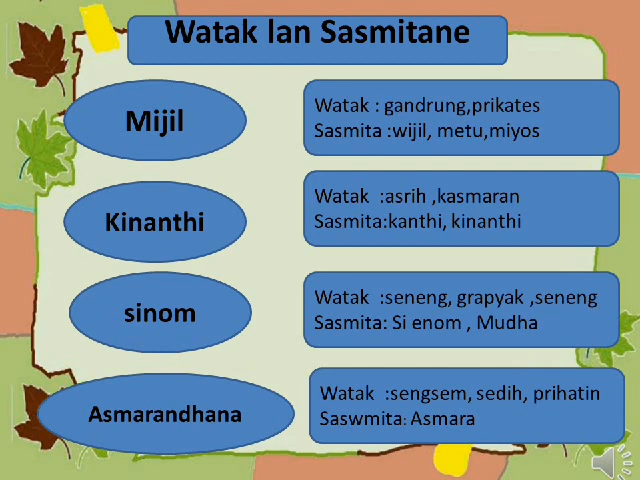 Watak lan Sasmitane
Mijil
Watak : gandrung,prikates
Sasmita :wijil, metu,miyos
Kinanthi
Watak :asrih ,kasmaran
Sasmita:kanthi, kinanthi
sinom
Watak :seneng, grapyak ,seneng
Sasmita: Si enom , Mudha
Asmarandhana
Watak :sengsem, sedih, prihatin
Saswmita: Asmara